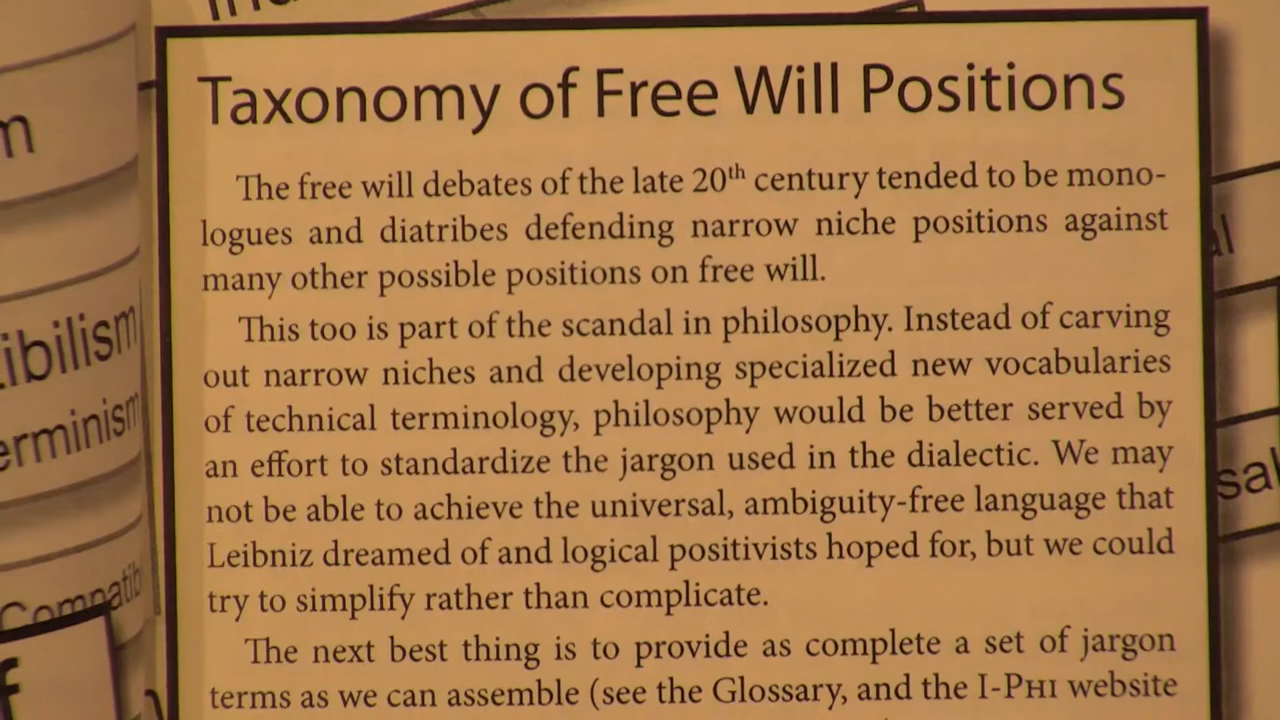 Taxonomy of Free Will Positions
The free will debates of the late 20th century tended to be mono-
logues and diatribes defending narrow niche positions against
many other possible positions on free will.
This too is part of the scandal in philosophy. Instead of carving
out narrow niches and developing specialized new vocabularies
of technical terminology, philosophy would be better served by
an effort to standardize the jargon used in the dialectic. We may
not be able to achieve the universal, ambiguity-free language that
Leibniz dreamed of and logical positivists hoped for, but we could
try to simplify rather than complicate.
The next best thing is to provide as complete a set of jargon
terms as we can assemble (see the Glossary, and the I-PHI website